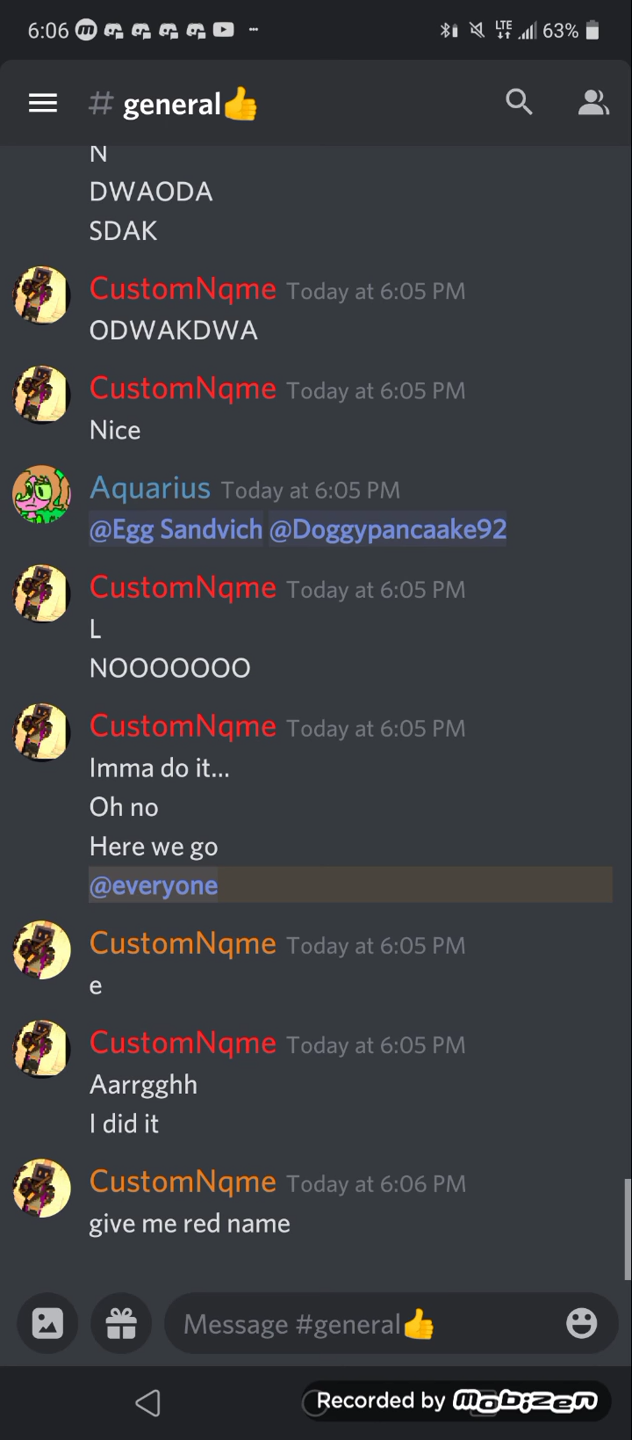 6:06 LTE 63%
# general👍
N
DWAODA
SDAK
CustomNqme Today at 6:05 PM
ODWAKDWA
CustomNqme Today at 6:05 PM
Nice
Aquarius Today at 6:05 PM
@Egg Sandvich @Doggypancaake92
CustomNqme Today at 6:05 PM
L
NOOOOOOO
CustomNqme Today at 6:05 PM
Imma do it...
Oh no
Here we go
@everyone
CustomNqme Today at 6:05 PM
e
CustomNqme Today at 6:05 PM
Aarrgghh
I did it
CustomNqme Today at 6:06 PM
give me red name
Message #general👍
Recorded by mobizen